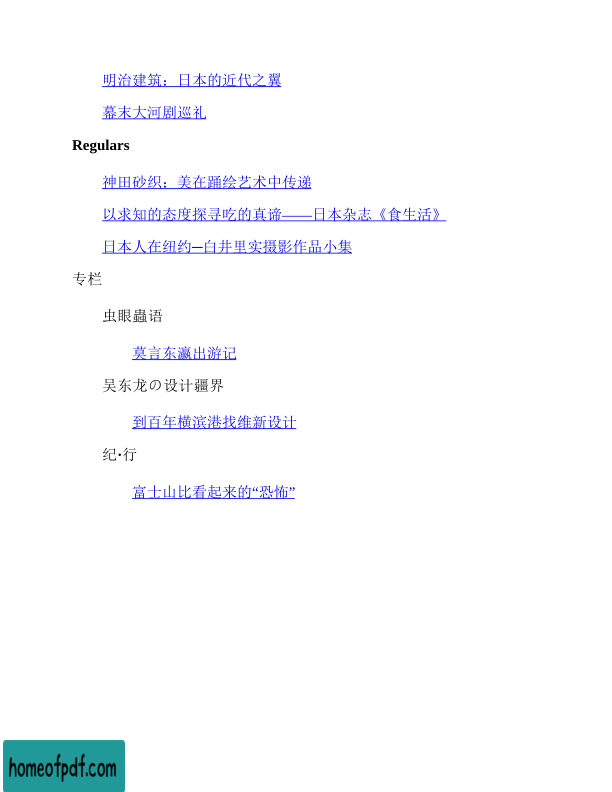 明治建筑：日本的近代之翼
幕末大河剧巡礼
Regulars
神田砂织：美在踊绘艺术中传递
以求知的态度探寻吃的真谛——日本杂志《食生活》
日本人在纽约─白井里实摄影作品小集
专栏
虫眼蟲语
莫言东瀛出游记
吴东龙の设计疆界
到百年横滨港找维新设计
纪·行
富士山比看起来的“恐怖”
homeofpdf.com